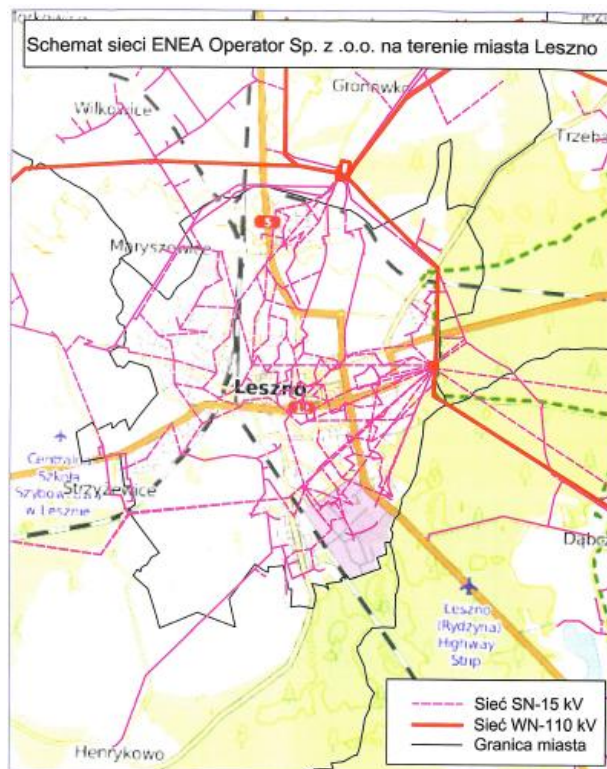 Schemat sieci ENEA Operator Sp. z .o.o. na terenie miasta Leszno
Gronówko
Wilkowice
Trzeba
5
Maryszewice
Leszno
Centralna
Szkoła
Szybowcowa
w Lesznie
Strzyżewice
Dąbcz
Leszno
(Rydzyna)
Highway
Strip
Sieć SN-15 kV
Sieć WN-110 kV
Granica miasta
Henrykowo